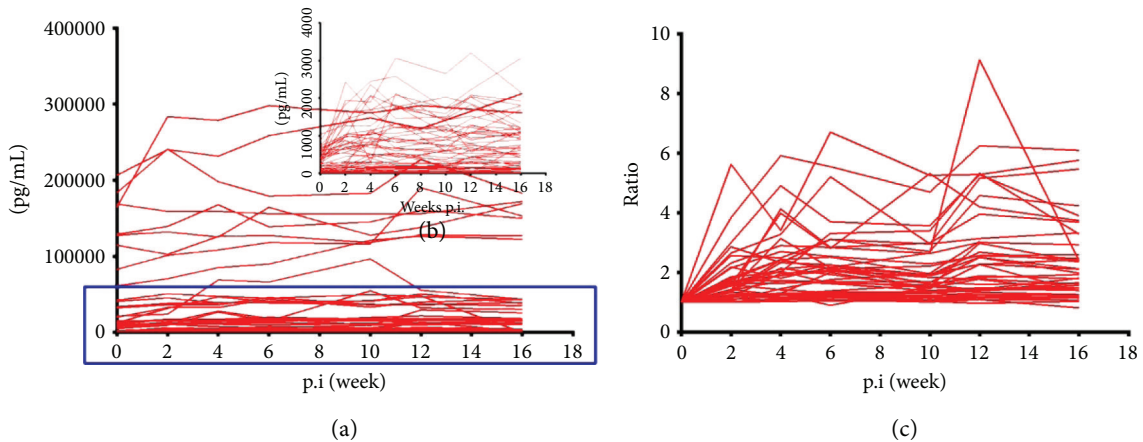 400000
300000
200000
100000
0
(pg/mL)
0 2 4 6 8 10 12 14 16 18
p.i (week)
(a)
4000
3000
2000
1000
0
(pg/mL)
0 2 4 6 8 10 12 14 16 18
Weeks p.i.
(b)
10
8
6
4
2
0
Ratio
0 2 4 6 8 10 12 14 16 18
p.i (week)
(c)